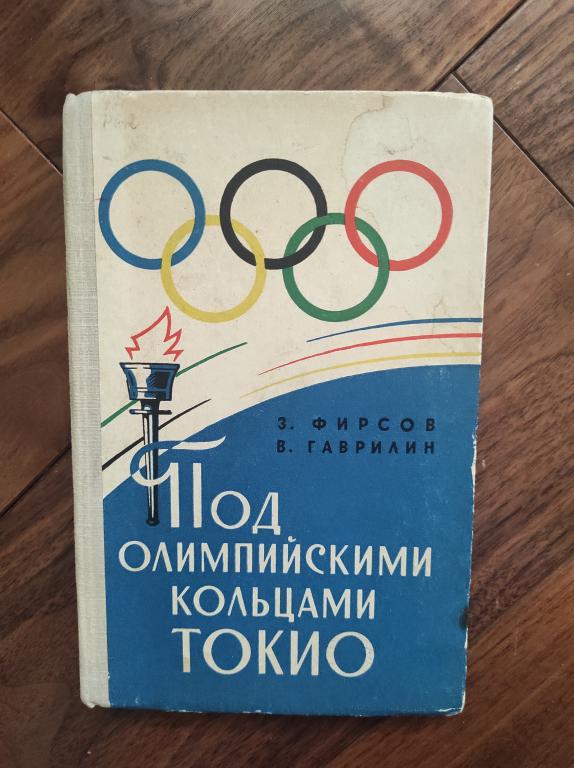 З. ФИРСОВ
В. ГАВРИЛИН
Под
ОЛИМПИЙСКИМИ
КОЛЬЦАМИ
ТОКИО